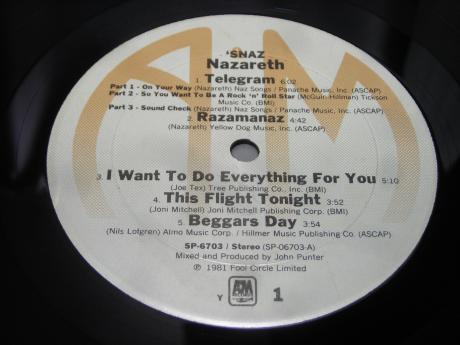 'SNAZ
Nazareth
1. Telegram 6:02
Part 1 - On Your Way (Nazareth) Naz Songs / Panache Music, Inc. (ASCAP)
Part 2 - So You Want To Be A Rock 'n' Roll Star (McGuin-Hillman) Tickson
Music Co. (BMI)
Part 3 - Sound Check (Nazareth) Naz Songs / Panache Music, Inc. (ASCAP)
2. Razamanaz 4:42
(Nazareth) Yellow Dog Music, Inc. (ASCAP)
3. I Want To Do Everything For You 5:10
(Joe Tex) Tree Publishing Co., Inc. (BMI)
4. This Flight Tonight 3:52
(Joni Mitchell) Joni Mitchell Publishing Corp. (BMI)
5. Beggars Day 3:54
(Nils Lofgren) Almo Music Corp. / Hillmer Music Publishing Co. (ASCAP)
SP-6703 / Stereo (SP-06703-A)
Mixed and Produced by John Punter
℗ 1981 Fool Circle Limited
Y A&M 1